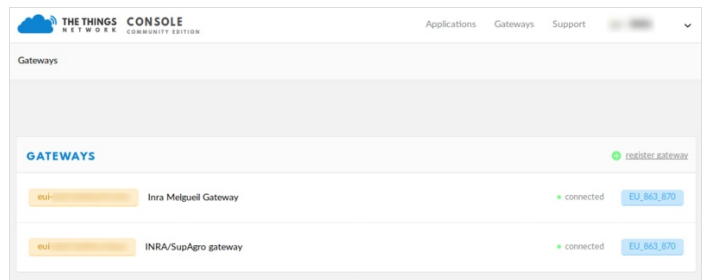 THE THINGS NETWORK CONSOLE COMMUNITY EDITION
Applications Gateways Support
Gateways
GATEWAYS register gateway
eui- Inra Melgueil Gateway connected EU_863_870
eui INRA/SupAgro gateway connected EU_863_870